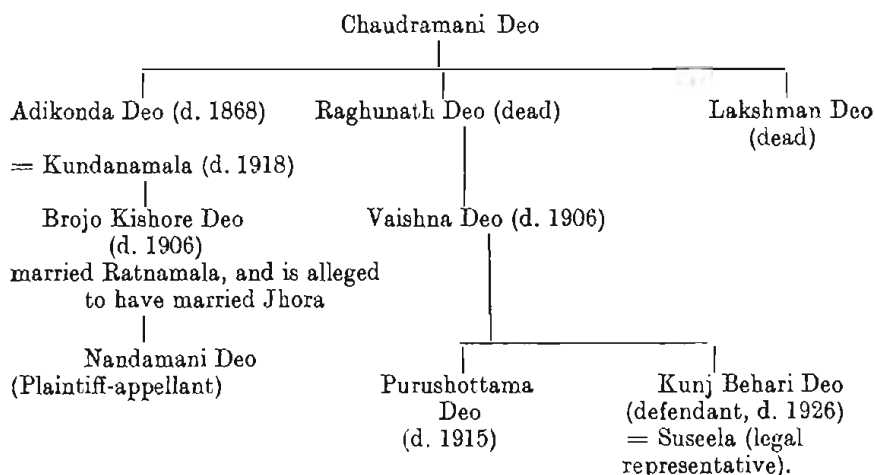 Chaudramani Deo
Adikonda Deo (d. 1868) Raghunath Deo (dead) Lakshman Deo
(dead)
= Kundanamala (d. 1918)
Brojo Kishore Deo Vaishna Deo (d. 1906)
(d. 1906)
married Ratnamala, and is alleged
to have married Jhora
Nandamani Deo
(Plaintiff-appellant)
Purushottama
Deo
(d. 1915)
Kunj Behari Deo
(defendant, d. 1926)
= Suseela (legal
representative).